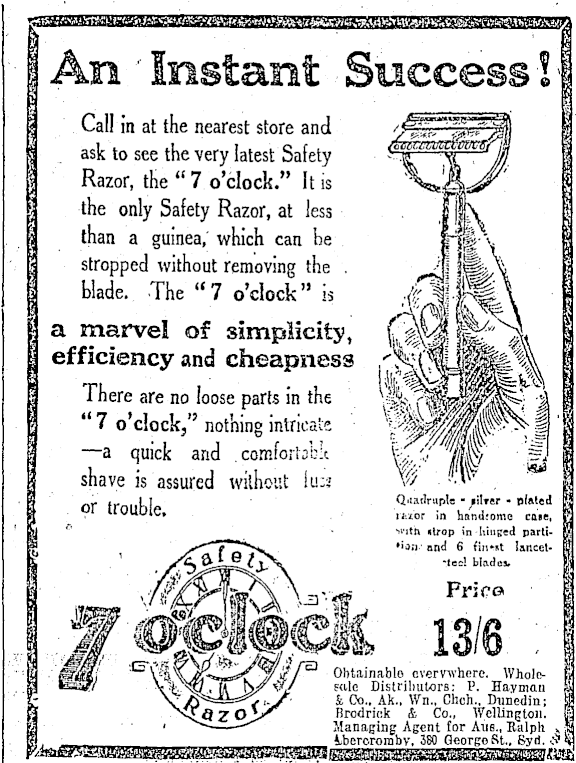 An Instant Success!
Call in at the nearest store and
ask to see the very latest Safety
Razor, the "7 o'clock." It is
the only Safety Razor, at less
than a guinea, which can be
stropped without removing the
blade. The "7 o'clock" is
a marvel of simplicity,
efficiency and cheapness
There are no loose parts in the
"7 o'clock," nothing intricate
—a quick and comfortable
shave is assured without fuss
or trouble.
Quadruple - silver - plated
razor in handsome case,
with strop in hinged parti-
tion and 6 finest lancet-
steel blades.
Safety
7 o'clock
Razor.
Price
13/6
Obtainable everywhere. Whole-
sale Distributors: P. Hayman
& Co., Ak., Wn., Chch., Dunedin;
Brodrick & Co., Wellington.
Managing Agent for Aus., Ralph
Abercromby, 380 George St., Syd.